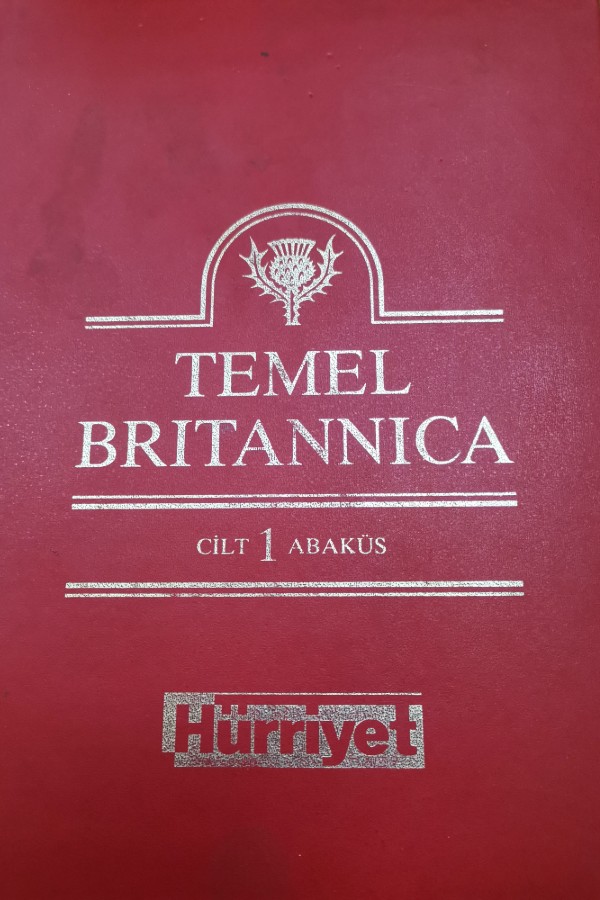 TEMEL
BRITANNICA
CİLT 1 ABAKÜS
Hürriyet